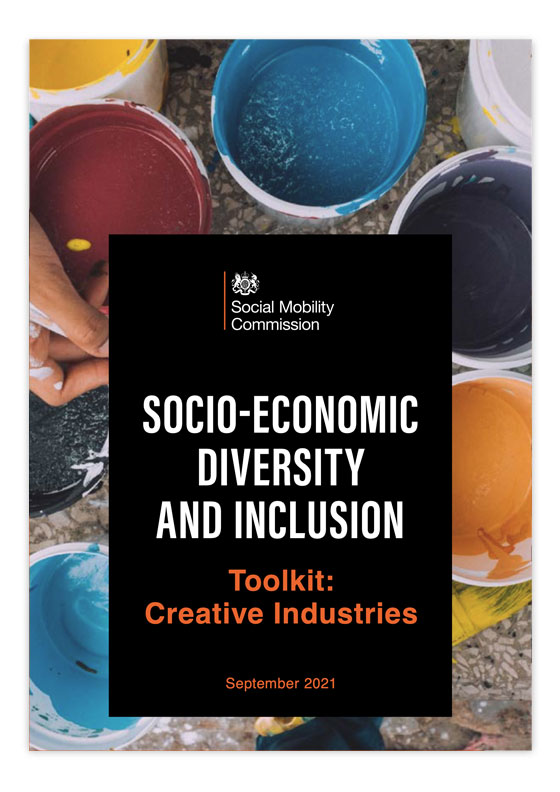 Social Mobility
Commission
SOCIO-ECONOMIC
DIVERSITY
AND INCLUSION
Toolkit:
Creative Industries
September 2021